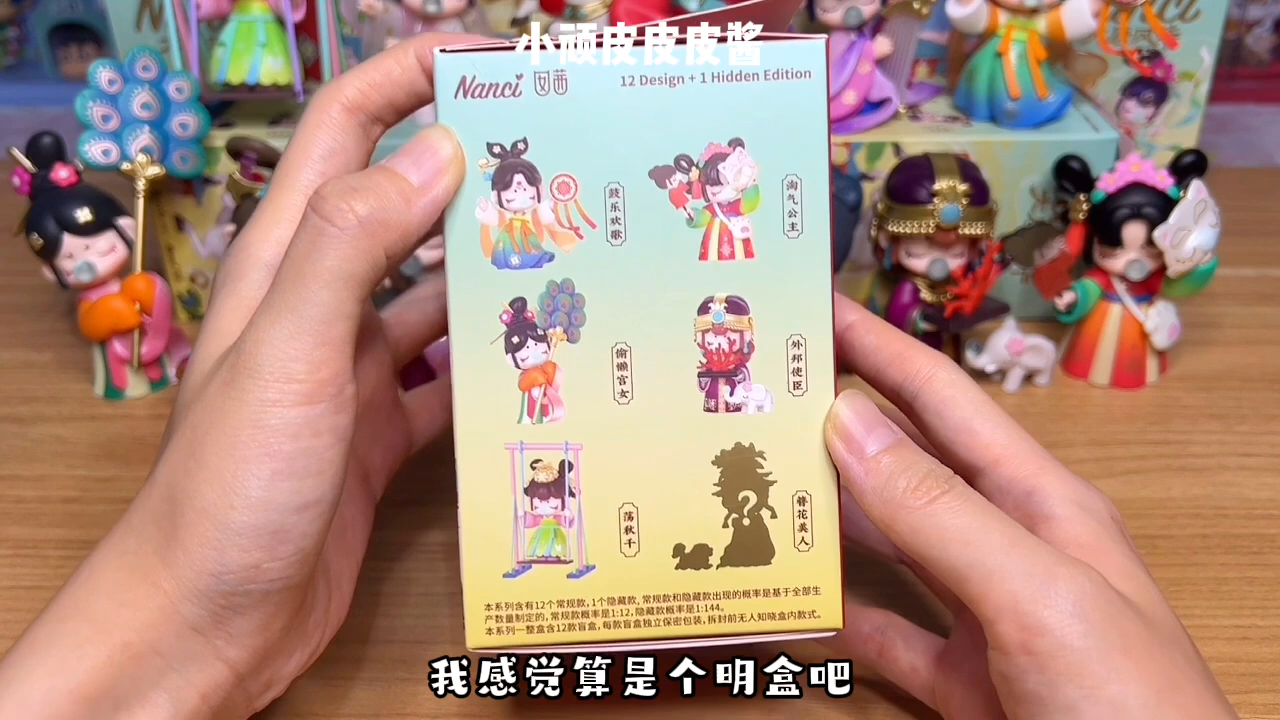 小顽皮皮皮酱
Nanci 囡茜
12 Design + 1 Hidden Edition
鼓乐欢歌
淘气公主
偷懒宫女
外邦使臣
荡秋千
簪花美人
?
本系列含有12个常规款,1个隐藏款,常规款和隐藏款出现的概率是基于全部生
产数量制定的,常规款概率是1:12,隐藏款概率是1:144。
本系列一整盒含12款盲盒,每款盲盒独立保密包装,拆封前无人知晓盒内款式。
我感觉算是个明盒吧